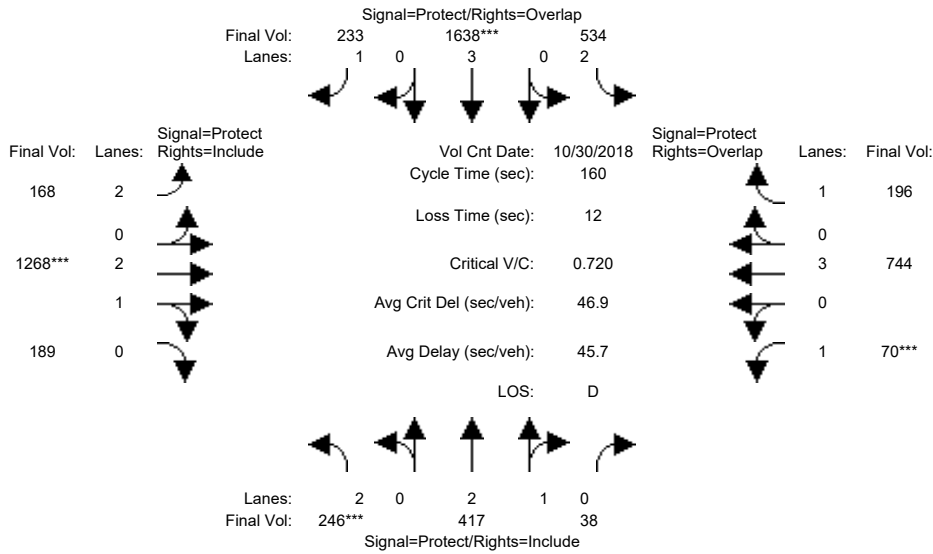 Signal=Protect/Rights=Overlap
Final Vol: 233 1638*** 534
Lanes: 1 0 3 0 2
Signal=Protect Signal=Protect
Final Vol: Lanes: Rights=Include Vol Cnt Date: 10/30/2018 Rights=Overlap Lanes: Final Vol:
Cycle Time (sec): 160
168 2 1 196
Loss Time (sec): 12
0 0
1268*** 2 Critical V/C: 0.720 3 744
1 Avg Crit Del (sec/veh): 46.9 0
189 0 Avg Delay (sec/veh): 45.7 1 70***
LOS: D
Lanes: 2 0 2 1 0
Final Vol: 246*** 417 38
Signal=Protect/Rights=Include